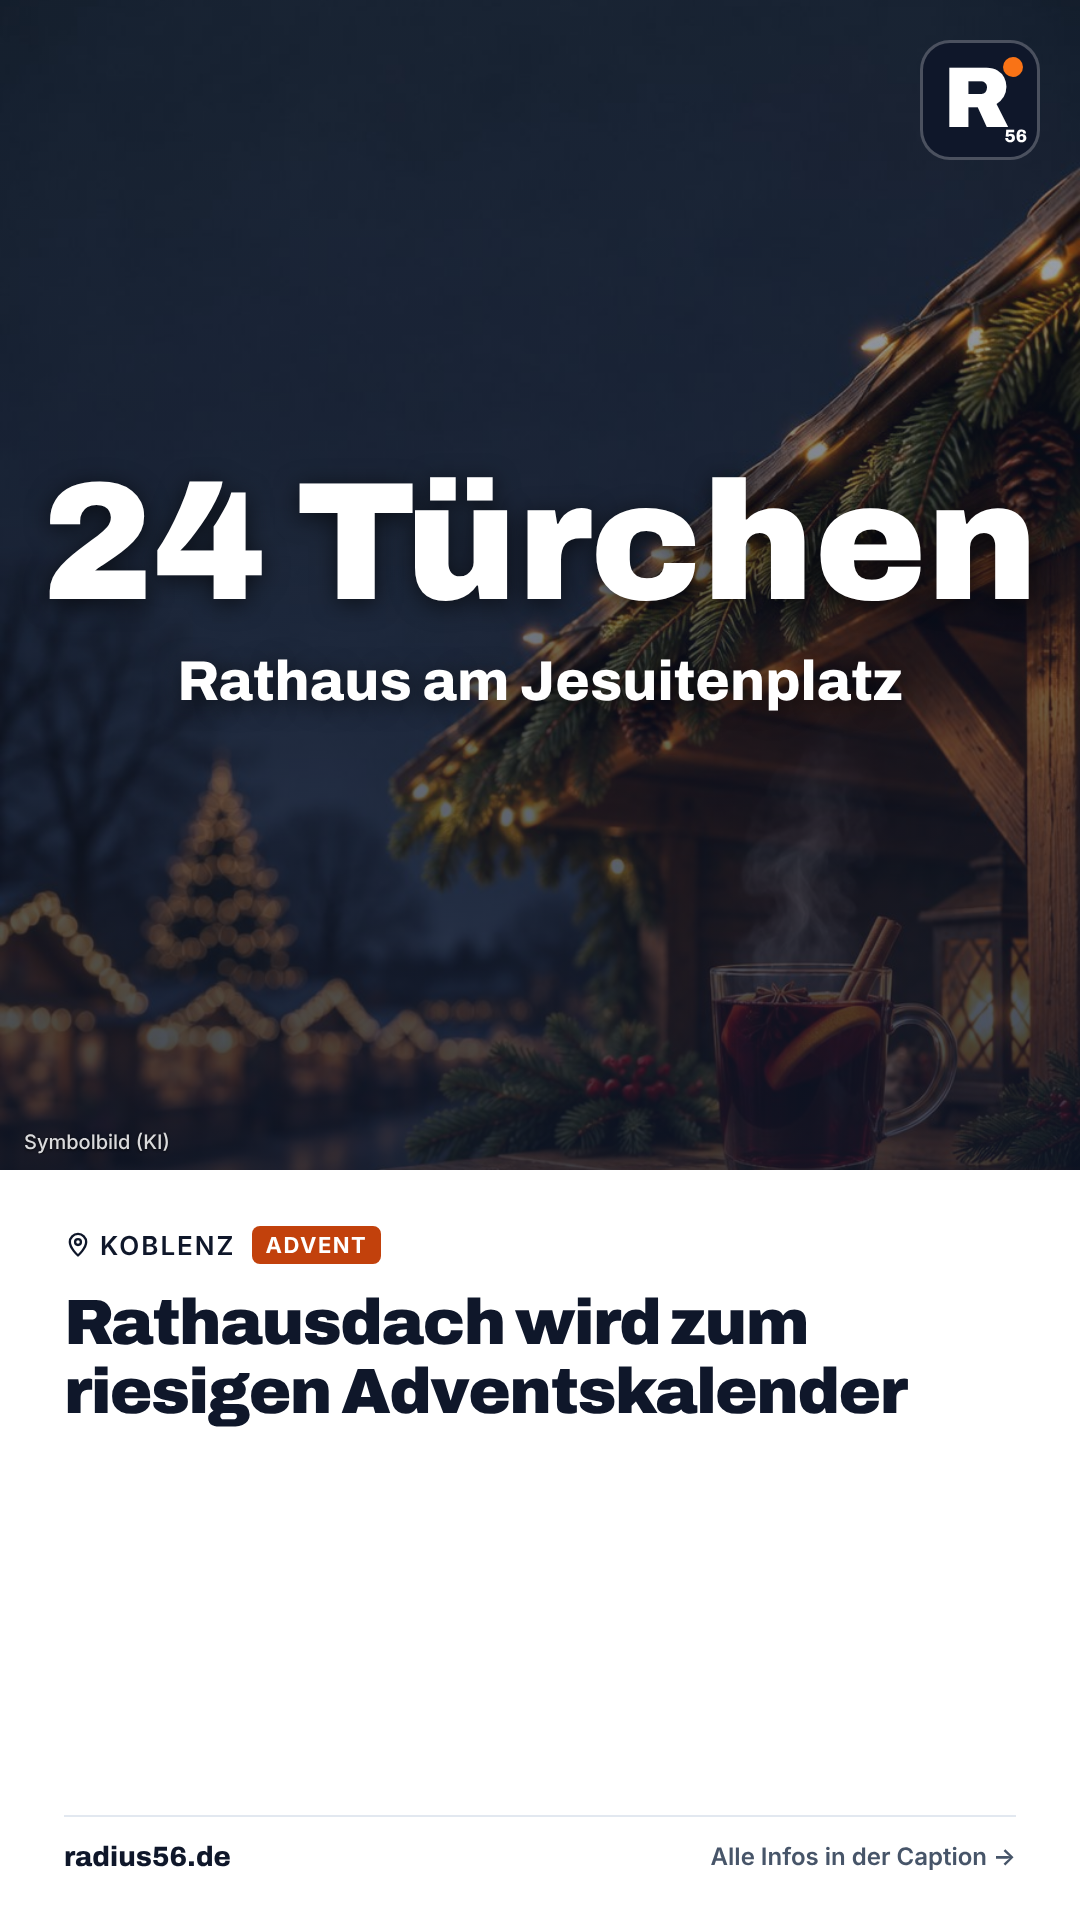 R
56
24 Türchen
Rathaus am Jesuitenplatz
Symbolbild (KI)
KOBLENZ ADVENT
Rathausdach wird zum
riesigen Adventskalender
radius56.de Alle Infos in der Caption →